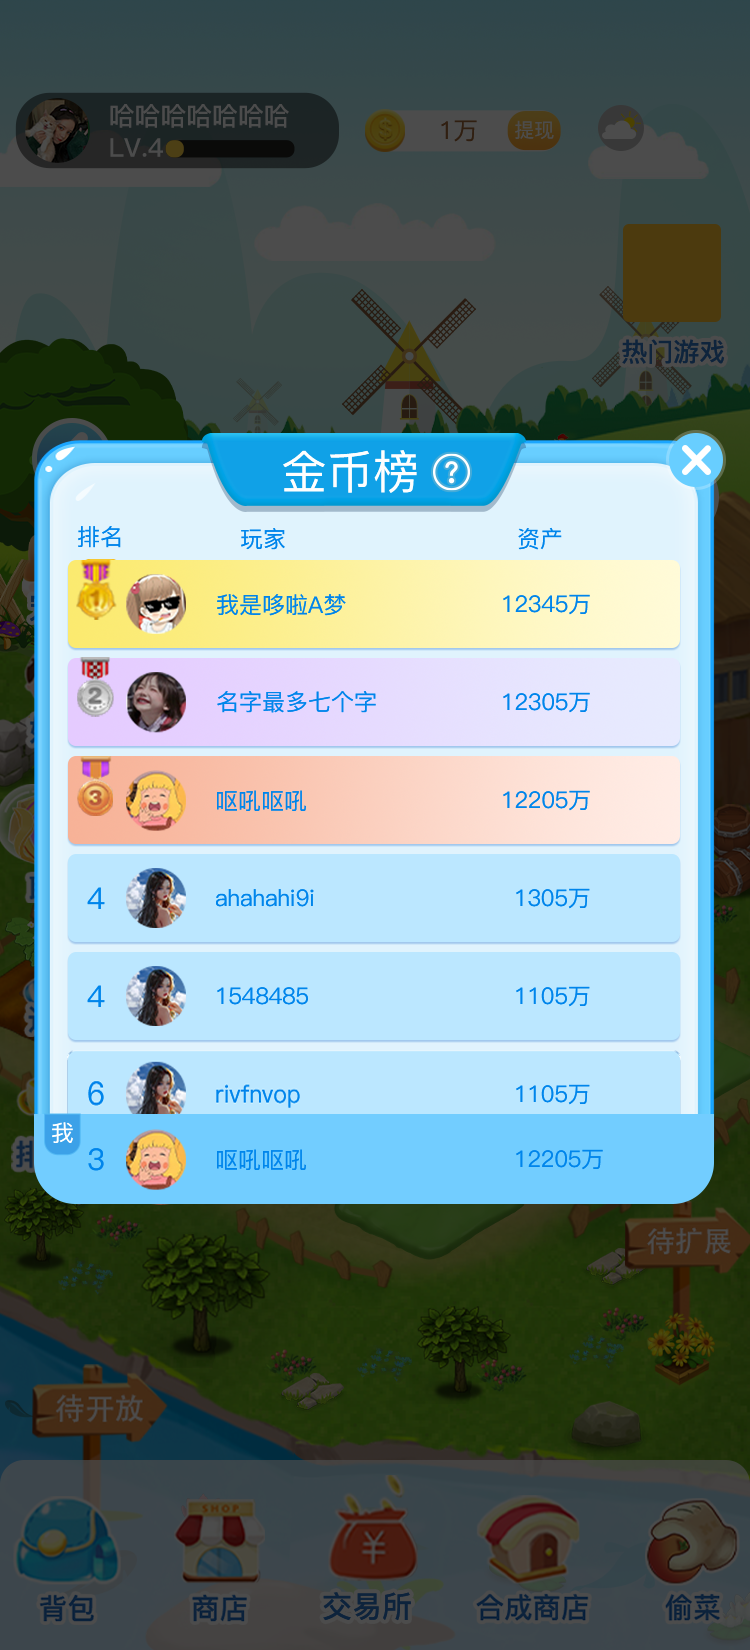 哈哈哈哈哈哈哈
LV.4
1万
提现
热门游戏
金币榜 ?
排名 玩家 资产
1 我是哆啦A梦 12345万
2 名字最多七个字 12305万
3 呕吼呕吼 12205万
4 ahahahi9i 1305万
4 1548485 1105万
6 rivfnvop 1105万
我
3 呕吼呕吼 12205万
待扩展
待开放
SHOP
¥
背包 商店 交易所 合成商店 偷菜